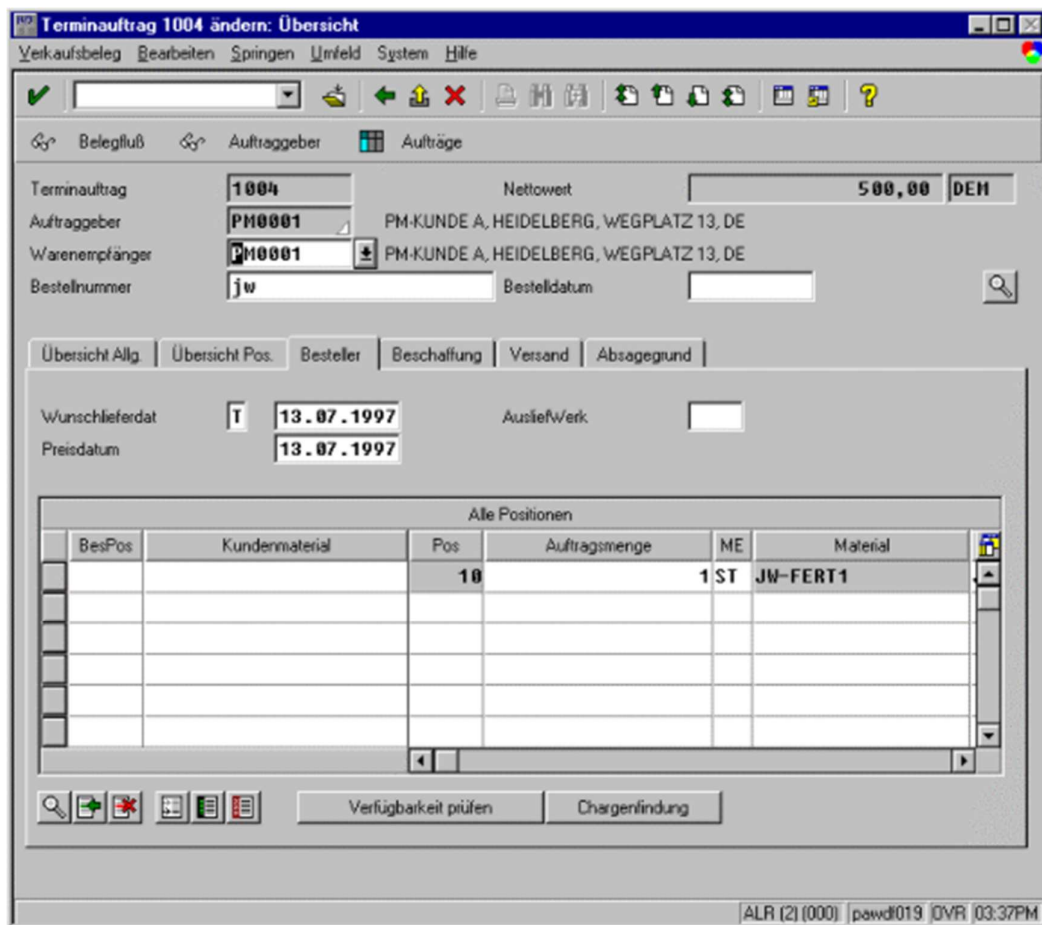 Terminauftrag 1004 ändern: Übersicht
Verkaufsbeleg Bearbeiten Springen Umfeld System Hilfe
Belegfluß Auftraggeber Aufträge
Terminauftrag 1004 Nettowert 500,00 DEM
Auftraggeber PM0001 PM-KUNDE A, HEIDELBERG, WEGPLATZ 13, DE
Warenempfänger PM0001 PM-KUNDE A, HEIDELBERG, WEGPLATZ 13, DE
Bestellnummer jw Bestelldatum
Übersicht Allg. Übersicht Pos. Besteller Beschaffung Versand Absagegrund
Wunschlieferdat T 13.07.1997 AusliefWerk
Preisdatum 13.07.1997
Alle Positionen
BesPos Kundenmaterial Pos Auftragsmenge ME Material
10 1 ST JW-FERT1
Verfügbarkeit prüfen Chargenfindung
ALR (2) (000) pawdf019 OVR 03:37PM